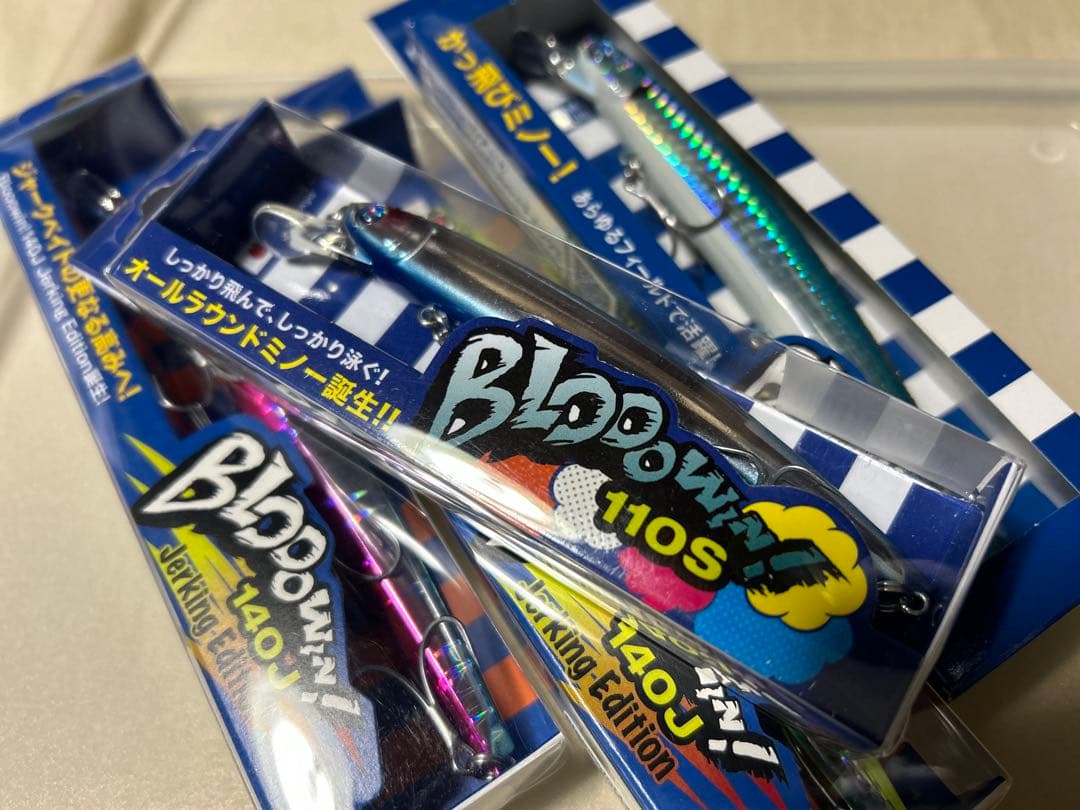 かっ飛びミノー!
あらゆるフィールドで活躍!
しっかり飛んで、しっかり泳ぐ!
オールラウンドミノー誕生!!
BLOOOWIN!
110S
ジャークベイトの更なる高みへ!
Blooowin! 140J Jerking Edition誕生!
BLOOOWIN!
140J
Jerking-Edition
140J
Jerking-Edition